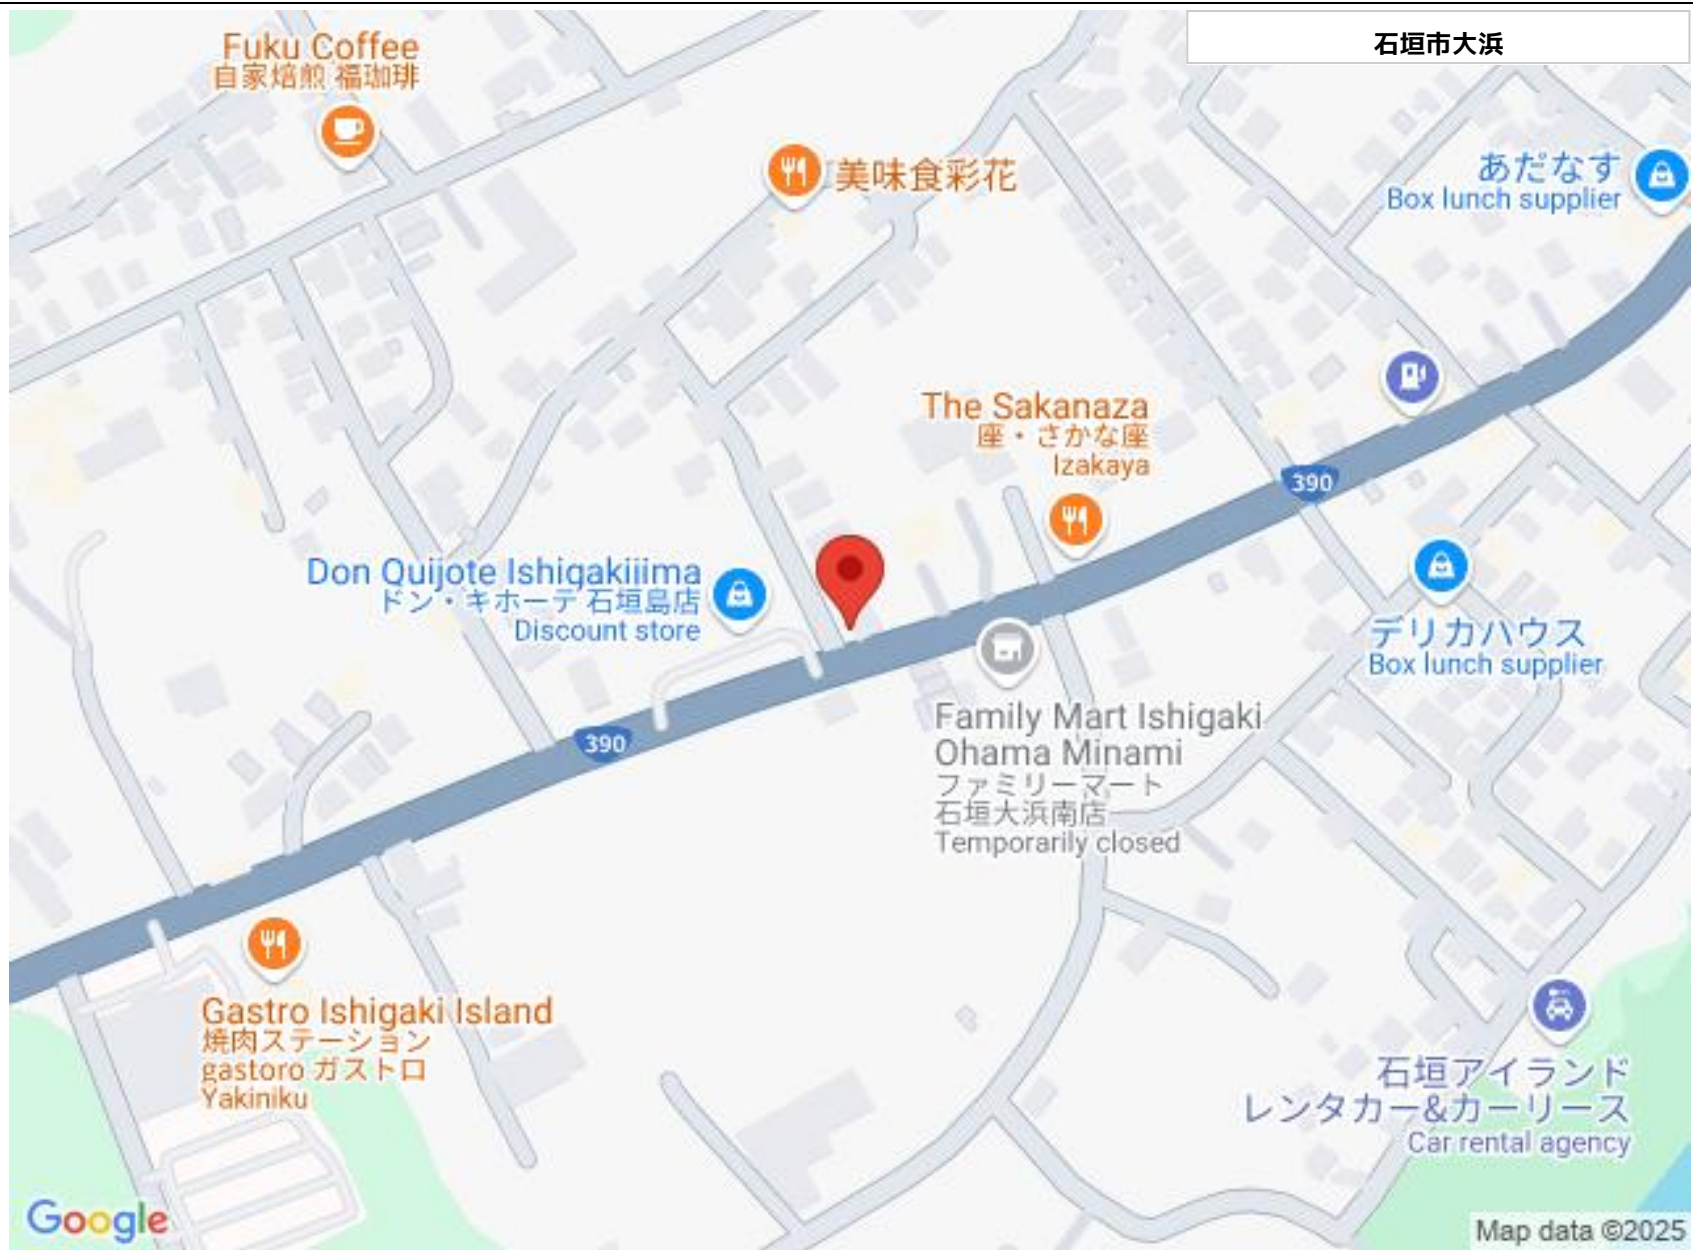 石垣市大浜
Fuku Coffee
自家焙煎 福珈琲
美味食彩花
あだなす
Box lunch supplier
The Sakanaza
座・さかな座
Izakaya
390
Don Quijote Ishigakijima
ドン・キホーテ 石垣島店
Discount store
デリカハウス
Box lunch supplier
Family Mart Ishigaki
Ohama Minami
ファミリーマート
石垣大浜南店
Temporarily closed
390
Gastro Ishigaki Island
焼肉ステーション
gastoro ガストロ
Yakiniku
石垣アイランド
レンタカー&カーリース
Car rental agency
Google
Map data ©2025